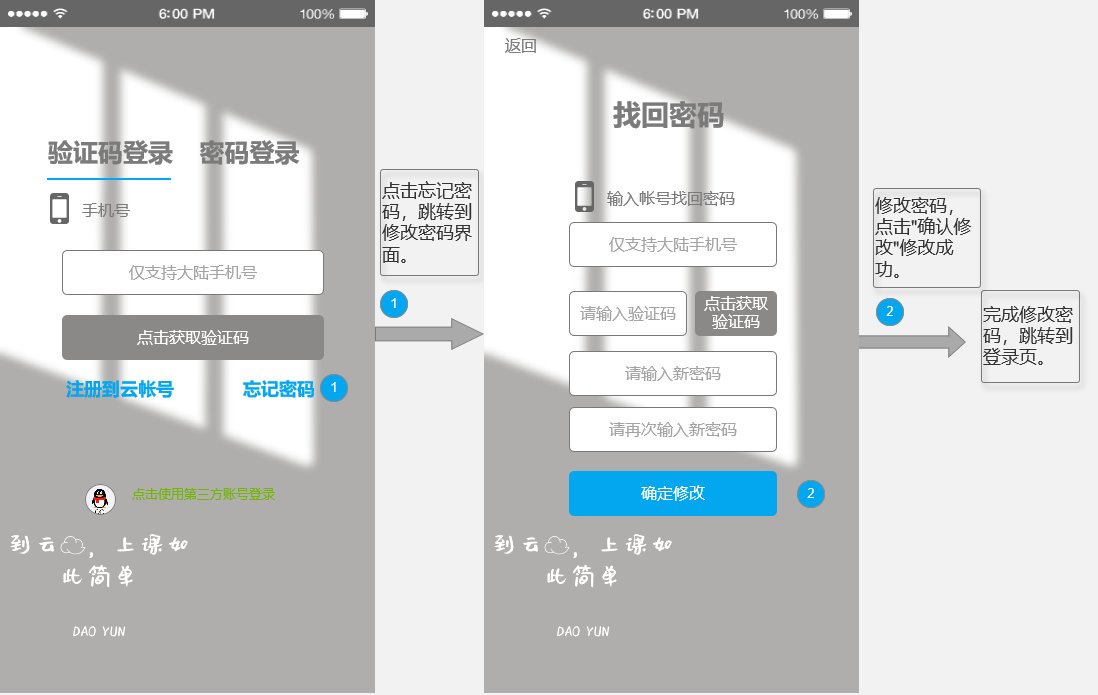 6:00 PM
100%
验证码登录
密码登录
手机号
仅支持大陆手机号
点击获取验证码
注册到云帐号
忘记密码
1
点击使用第三方账号登录
到云，上课如
此简单
DAO YUN
点击忘记密
码，跳转到
修改密码界
面。
1
6:00 PM
100%
返回
找回密码
输入帐号找回密码
仅支持大陆手机号
请输入验证码
点击获取
验证码
请输入新密码
请再次输入新密码
确定修改
2
到云，上课如
此简单
DAO YUN
修改密码，
点击"确认修
改"修改成
功。
2
完成修改密
码，跳转到
登录页。